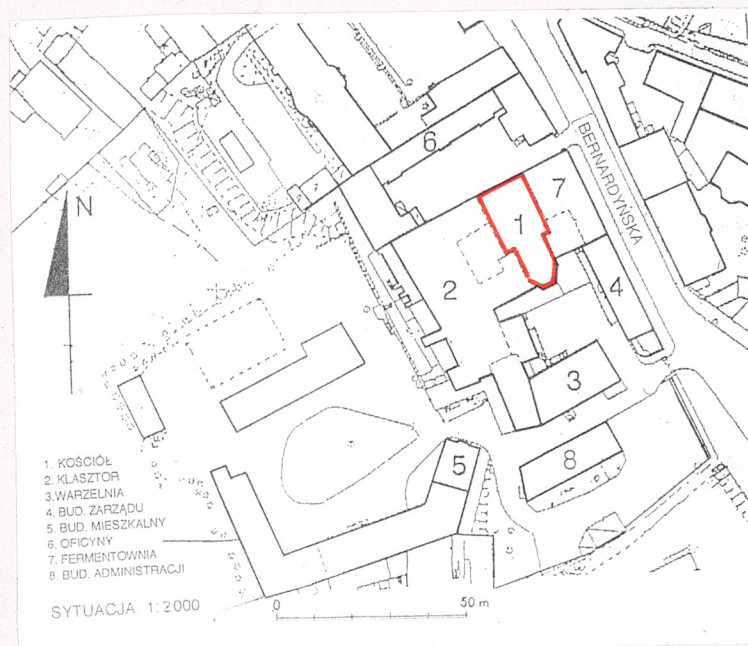 N
BERNARDYŃSKA
6
7
1
2
4
3
5
8
1. KOŚCIÓŁ
2. KLASZTOR
3. WARZELNIA
4. BUD. ZARZĄDU
5. BUD. MIESZKALNY
6. OFICYNY
7. FERMENTOWNIA
8 BUD. ADMINISTRACJI
SYTUACJA 1:2000
0 50 m